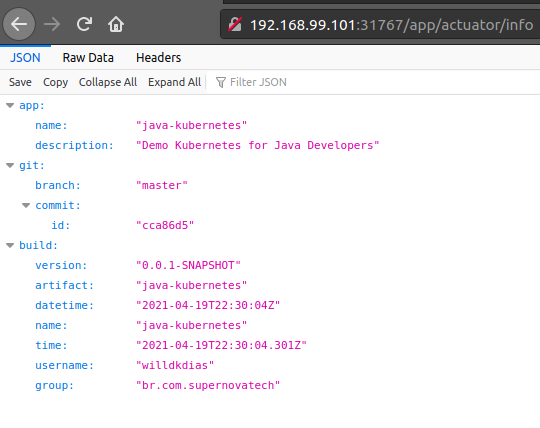 192.168.99.101:31767/app/actuator/info
JSON Raw Data Headers
Save Copy Collapse All Expand All Filter JSON
app:
name: "java-kubernetes"
description: "Demo Kubernetes for Java Developers"
git:
branch: "master"
commit:
id: "cca86d5"
build:
version: "0.0.1-SNAPSHOT"
artifact: "java-kubernetes"
datetime: "2021-04-19T22:30:04Z"
name: "java-kubernetes"
time: "2021-04-19T22:30:04.301Z"
username: "willdkdias"
group: "br.com.supernovatech"